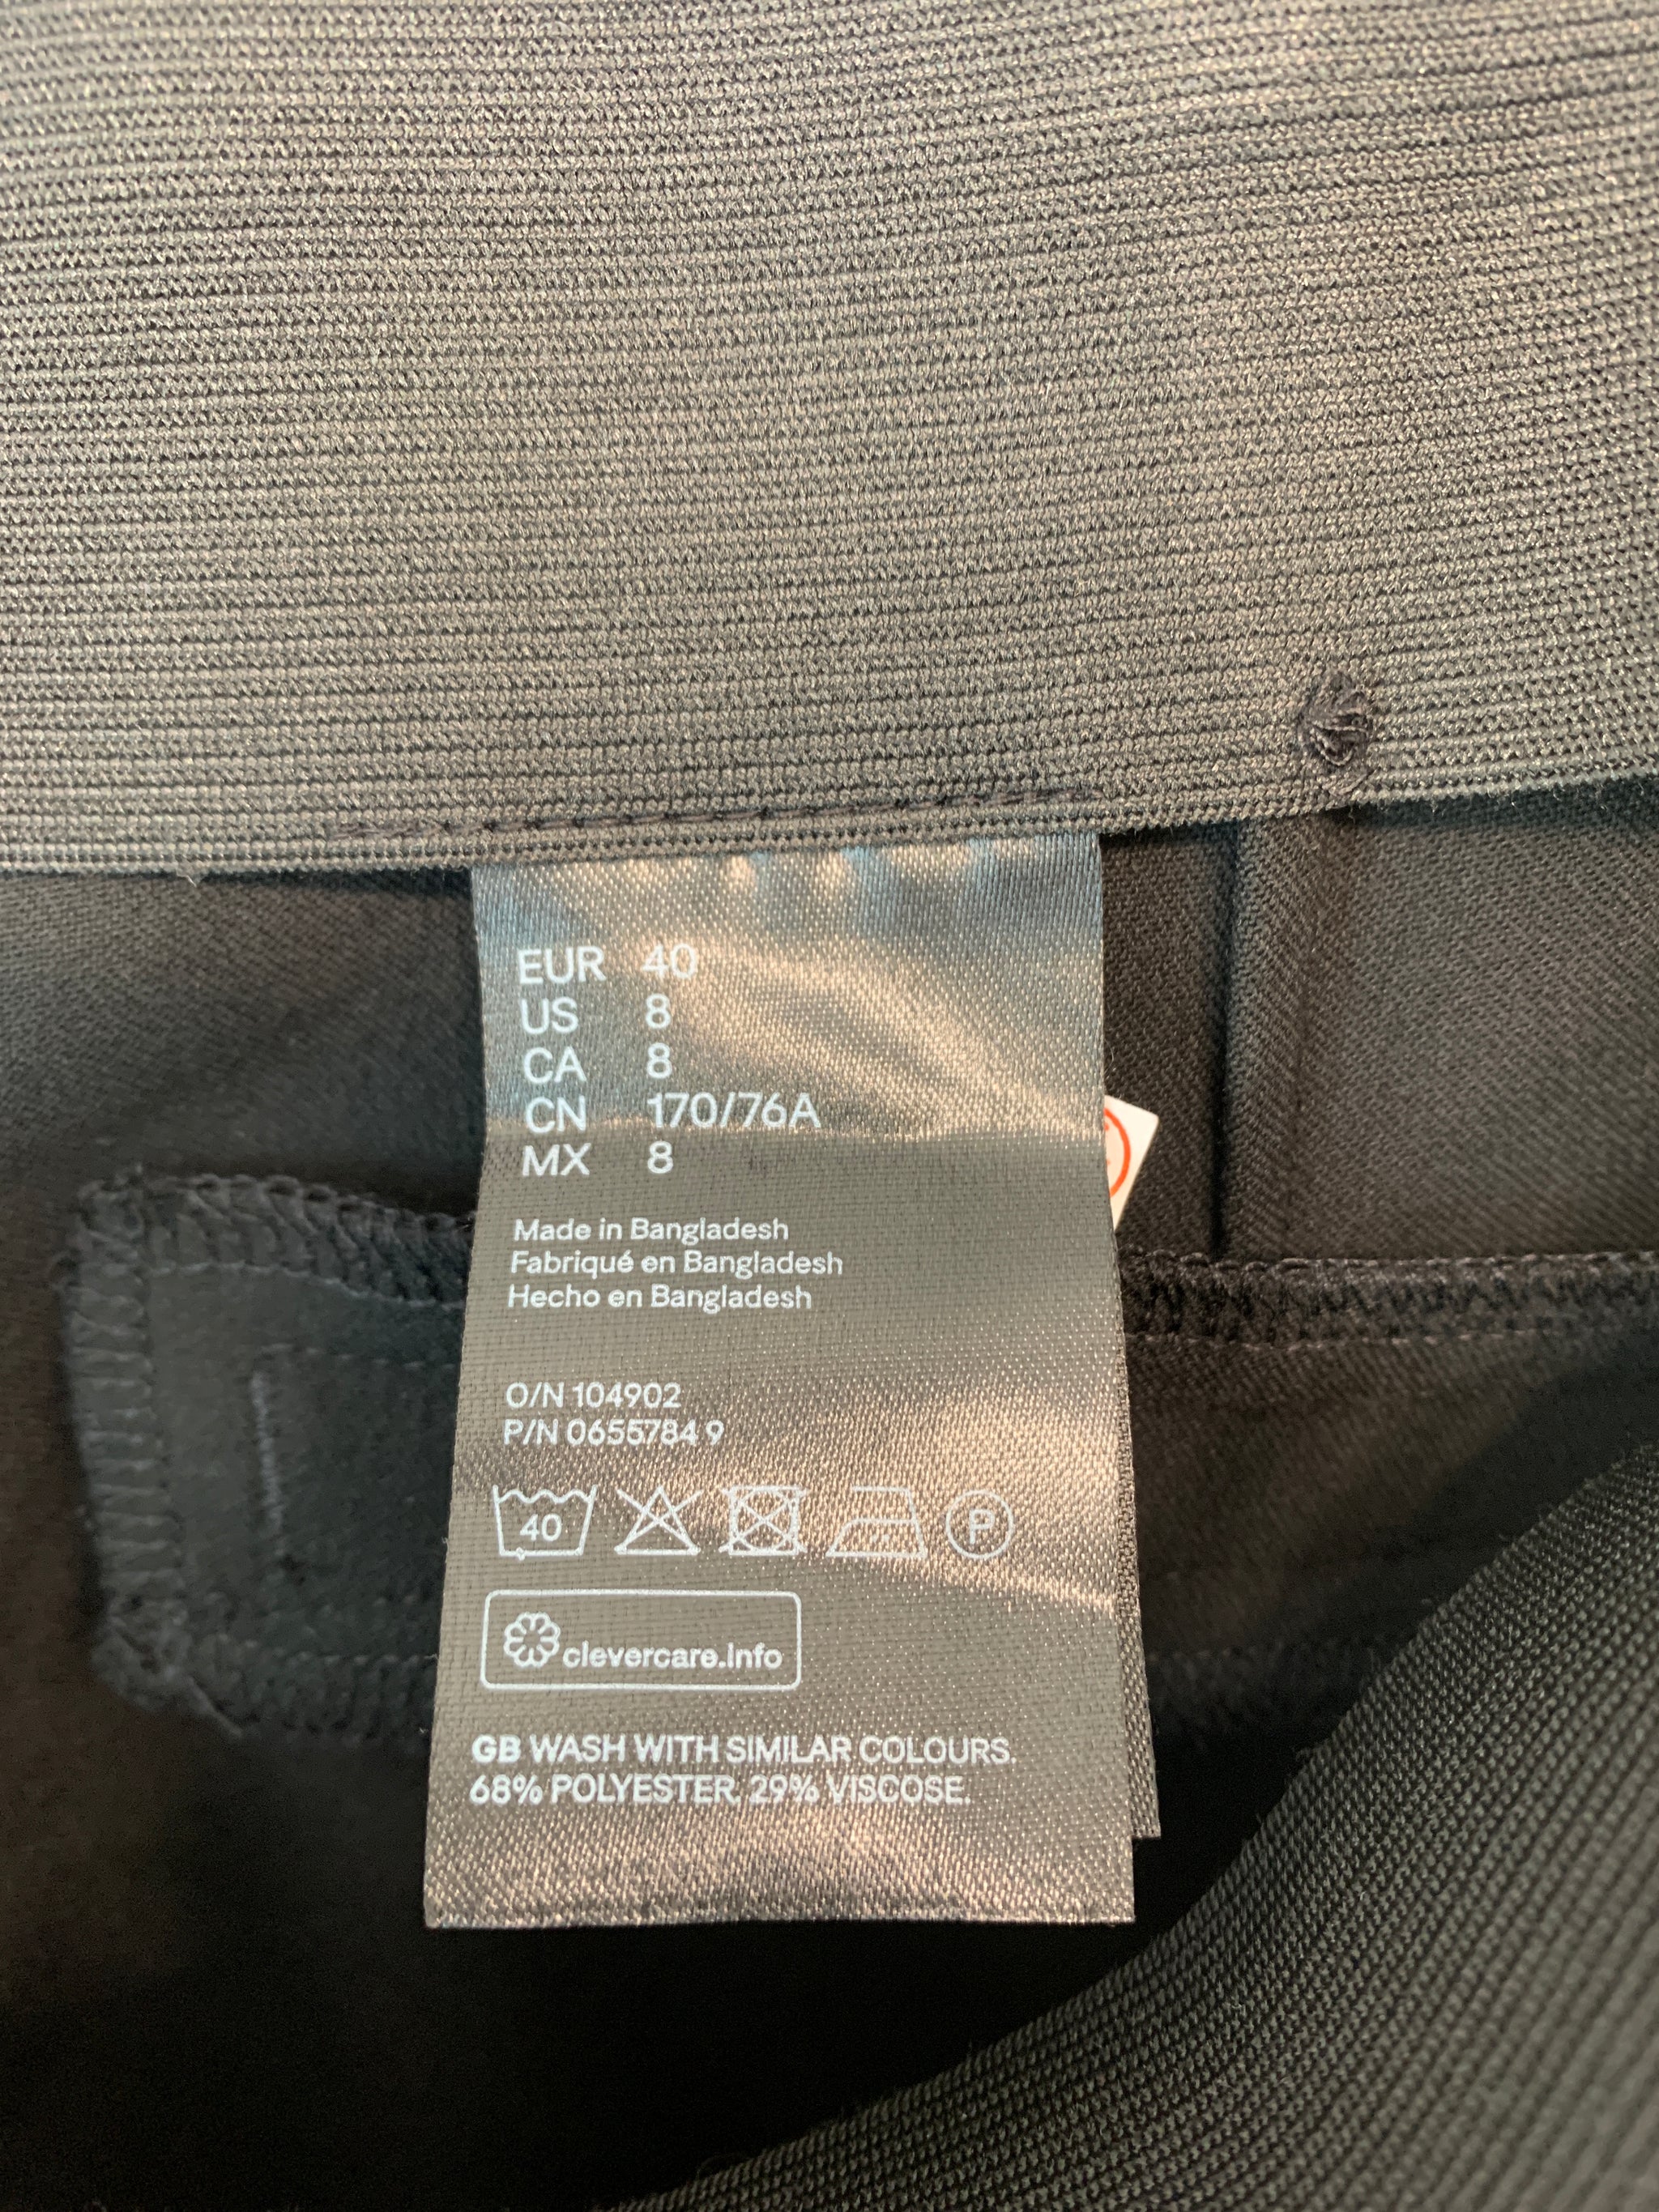 EUR 40
US 8
CA 8
CN 170/76A
MX 8
Made in Bangladesh
Fabriqué en Bangladesh
Hecho en Bangladesh
O/N 104902
P/N 0655784 9
40 P
clevercare.info
GB WASH WITH SIMILAR COLOURS.
68% POLYESTER. 29% VISCOSE.